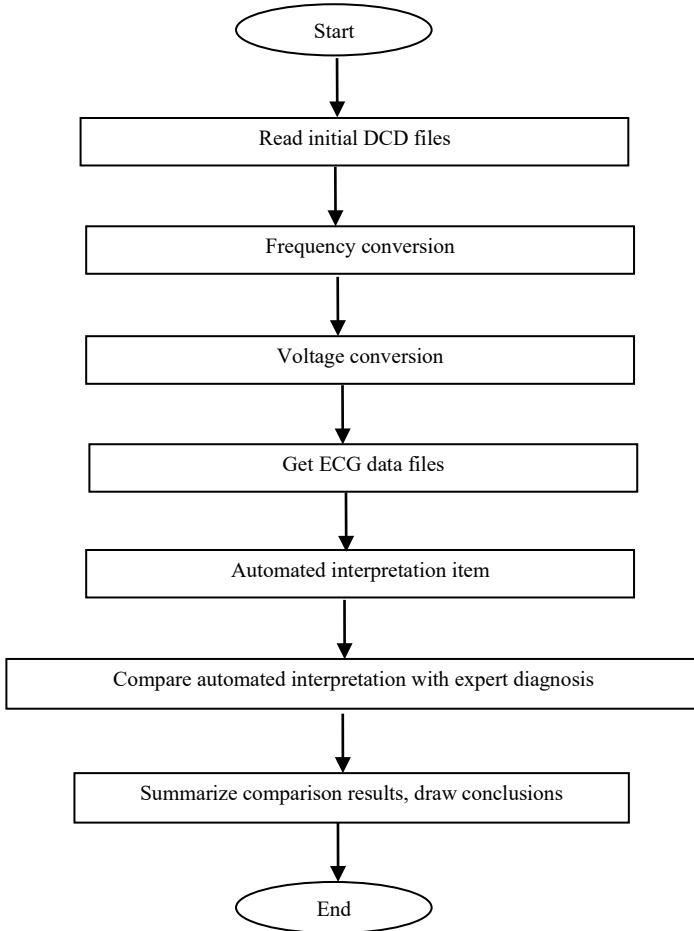 Start
Read initial DCD files
Frequency conversion
Voltage conversion
Get ECG data files
Automated interpretation item
Compare automated interpretation with expert diagnosis
Summarize comparison results, draw conclusions
End